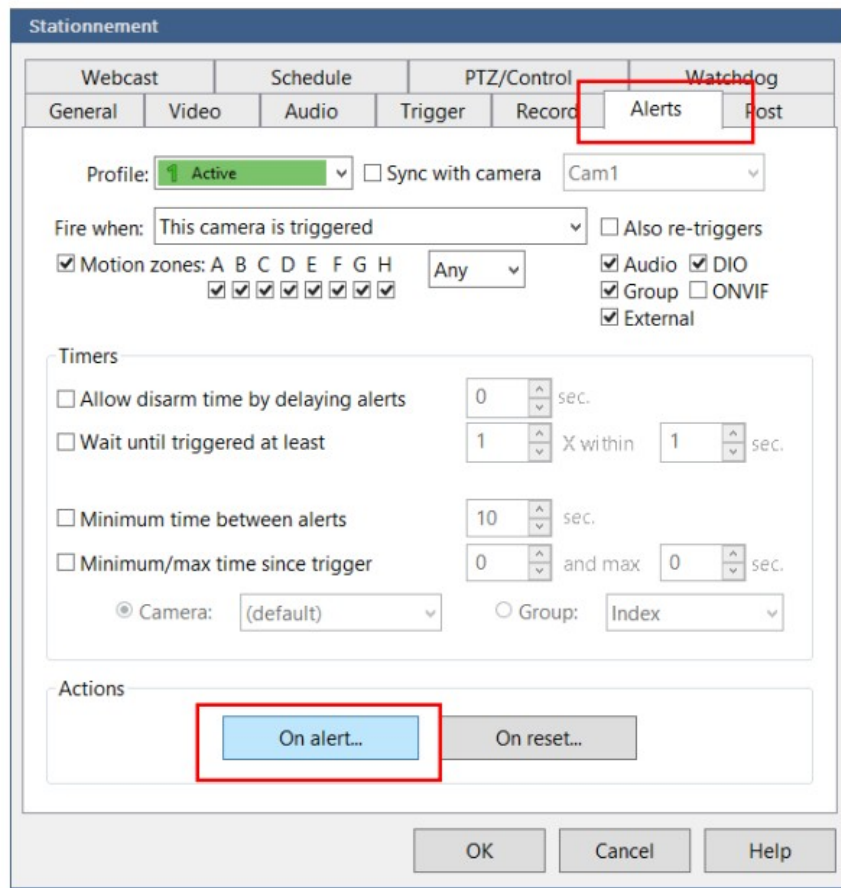 Stationnement
Webcast Schedule PTZ/Control Watchdog
General Video Audio Trigger Record Alerts Post
Profile: 1 Active Sync with camera Cam1
Fire when: This camera is triggered Also re-triggers
Motion zones: A B C D E F G H Any Audio DIO
Group ONVIF
External
Timers
Allow disarm time by delaying alerts 0 sec.
Wait until triggered at least 1 X within 1 sec.
Minimum time between alerts 10 sec.
Minimum/max time since trigger 0 and max 0 sec.
Camera: (default) Group: Index
Actions
On alert... On reset...
OK Cancel Help